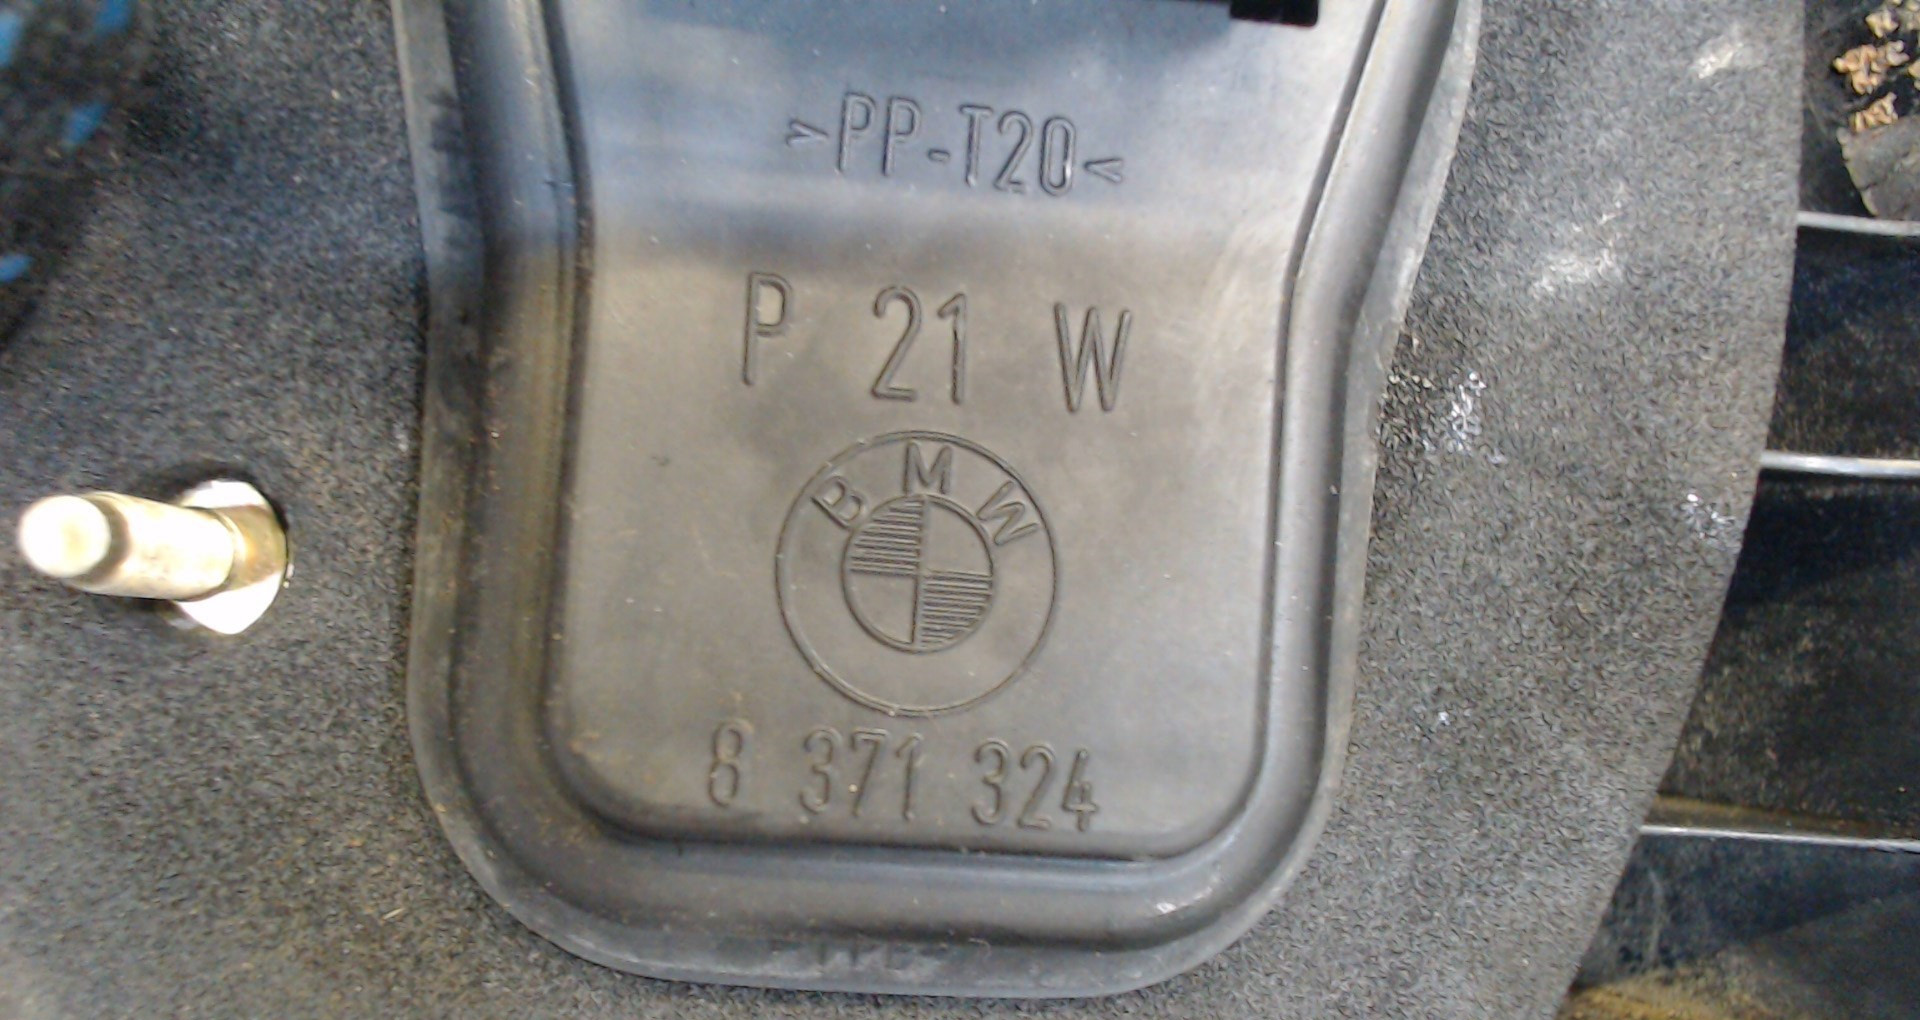 >PP-T20<
P 21 W
BMW
8 371 324